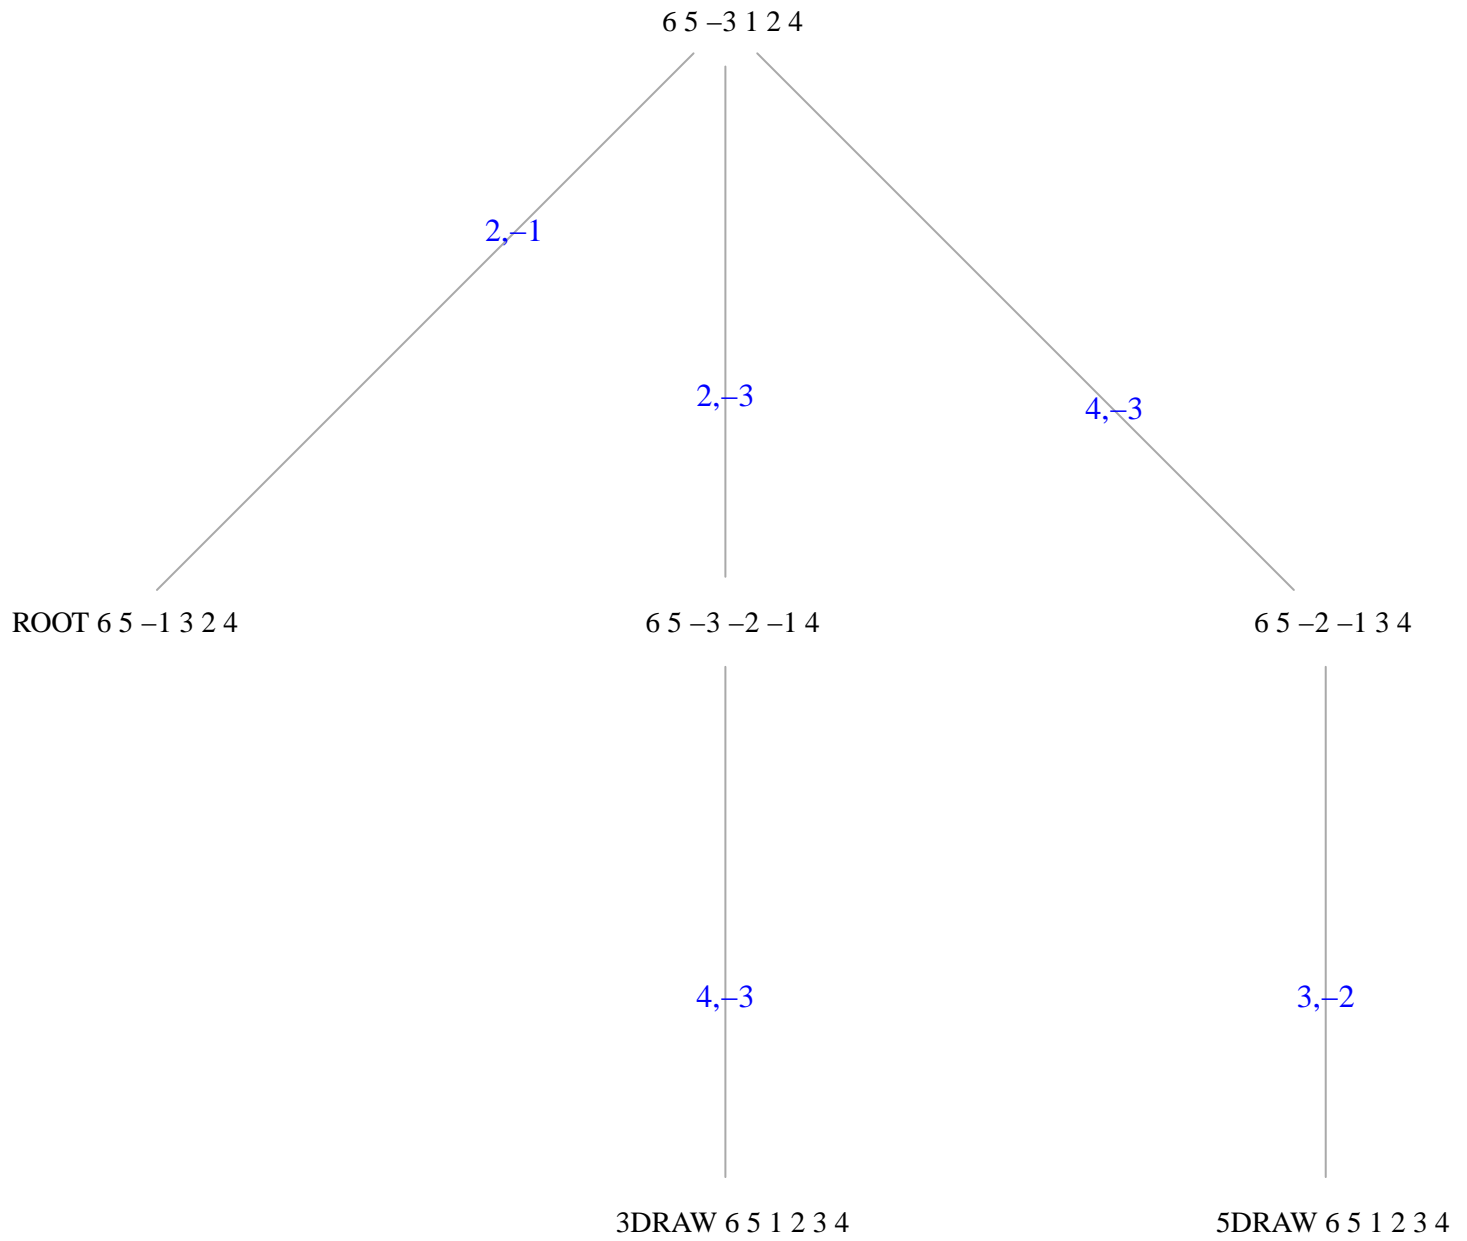 6 5 –3 1 2 4
2,–1
2,–3
4,–3
ROOT 6 5 –1 3 2 4
6 5 –3 –2 –1 4
6 5 –2 –1 3 4
4,–3
3,–2
3DRAW 6 5 1 2 3 4
5DRAW 6 5 1 2 3 4